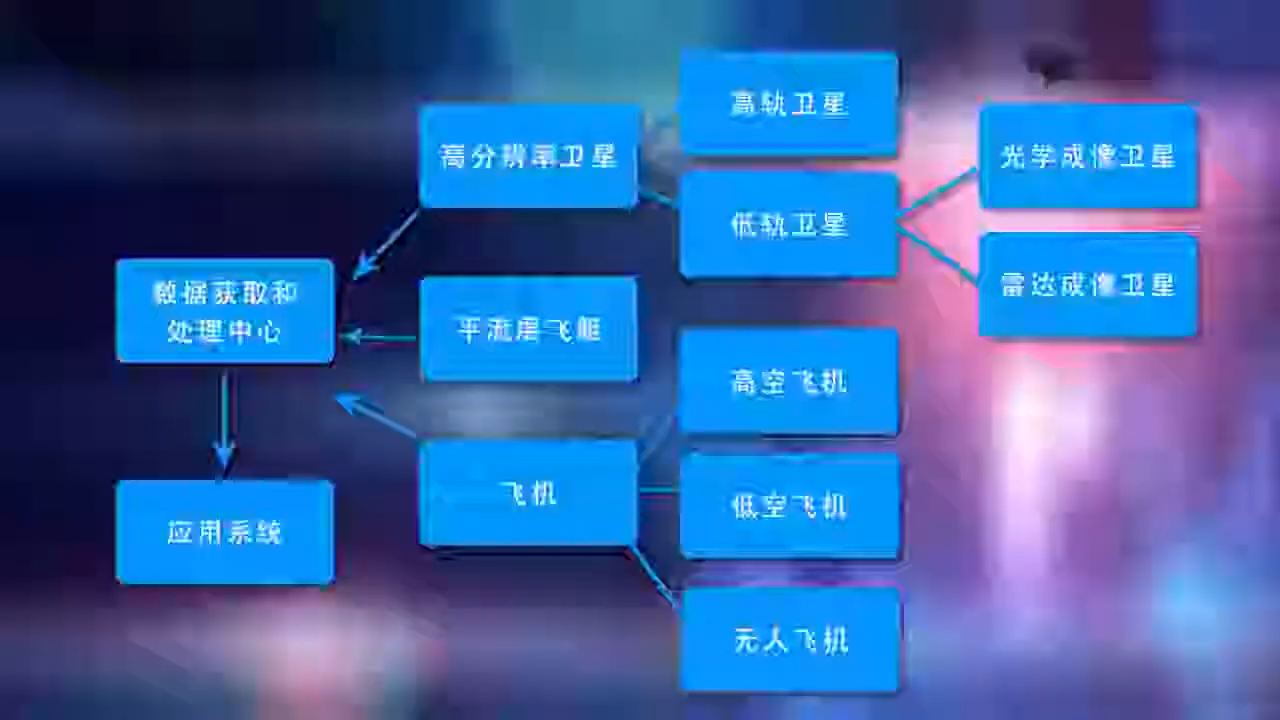 高轨卫星
高分辨率卫星
光学成像卫星
低轨卫星
雷达成像卫星
数据获取和
处理中心
平流层飞艇
高空飞机
飞机
低空飞机
应用系统
无人飞机